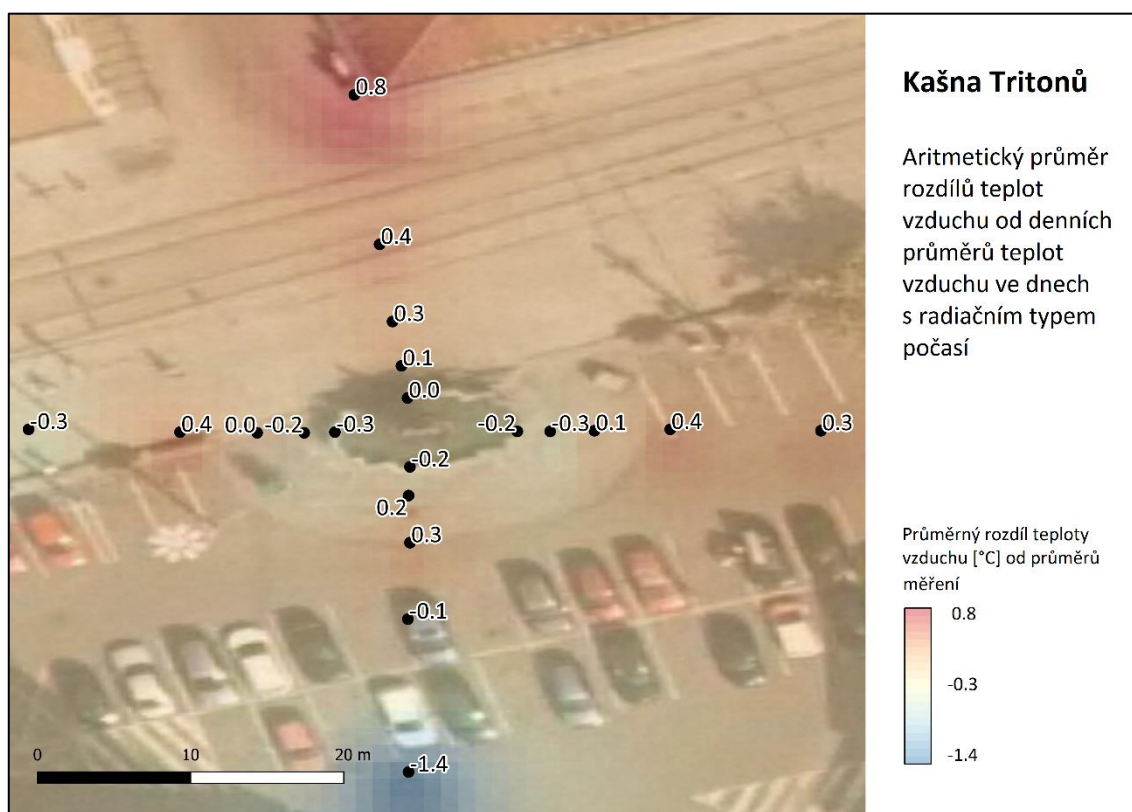 0.8
Kašna Tritonů
Aritmetický průměr
rozdílů teplot
vzduchu od denních
průměrů teplot
vzduchu ve dnech
s radiačním typem
počasí
0.4
0.3
0.1
0.0
-0.3
0.4
0.0
-0.2
-0.3
-0.2
-0.3
0.1
0.4
0.3
-0.2
0.2
0.3
-0.1
-1.4
Průměrný rozdíl teploty
vzduchu [°C] od průměrů
měření
0.8
-0.3
-1.4
0 10 20 m